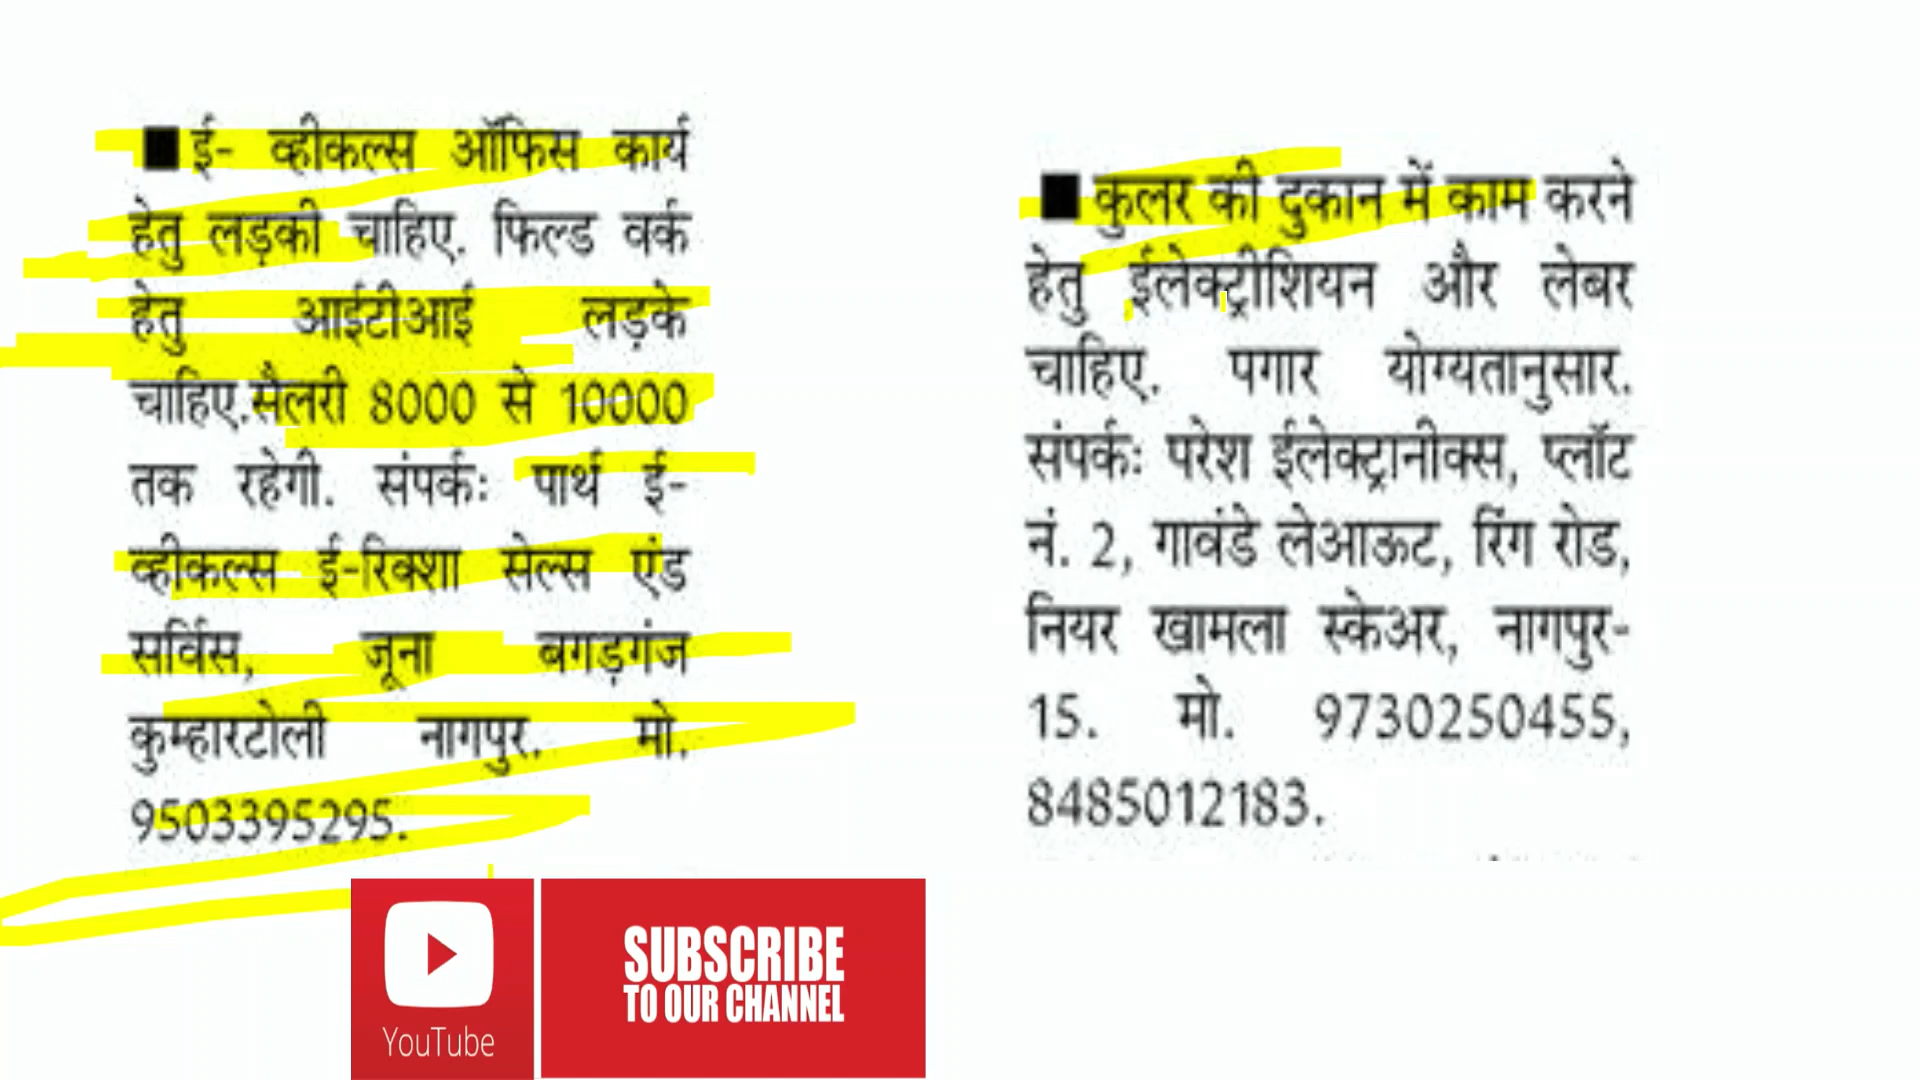 ■ ई- व्हीकल्स ऑफिस कार्य
हेतु लड़की चाहिए. फिल्ड वर्क
हेतु आईटीआई लड़के
चाहिए.सैलरी 8000 से 10000
तक रहेगी. संपर्कः पार्थ ई-
व्हीकल्स ई-रिक्शा सेल्स एंड
सर्विस, जूना बगड़गंज
कुम्हारटोली नागपुर. मो.
9503395295.
■ कुलर की दुकान में काम करने
हेतु ईलेक्ट्रीशियन और लेबर
चाहिए. पगार योग्यतानुसार.
संपर्कः परेश ईलेक्ट्रानीक्स, प्लॉट
नं. 2, गावंडे लेआऊट, रिंग रोड,
नियर खामला स्केअर, नागपुर-
15. मो. 9730250455,
8485012183.
YouTube
SUBSCRIBE
TO OUR CHANNEL